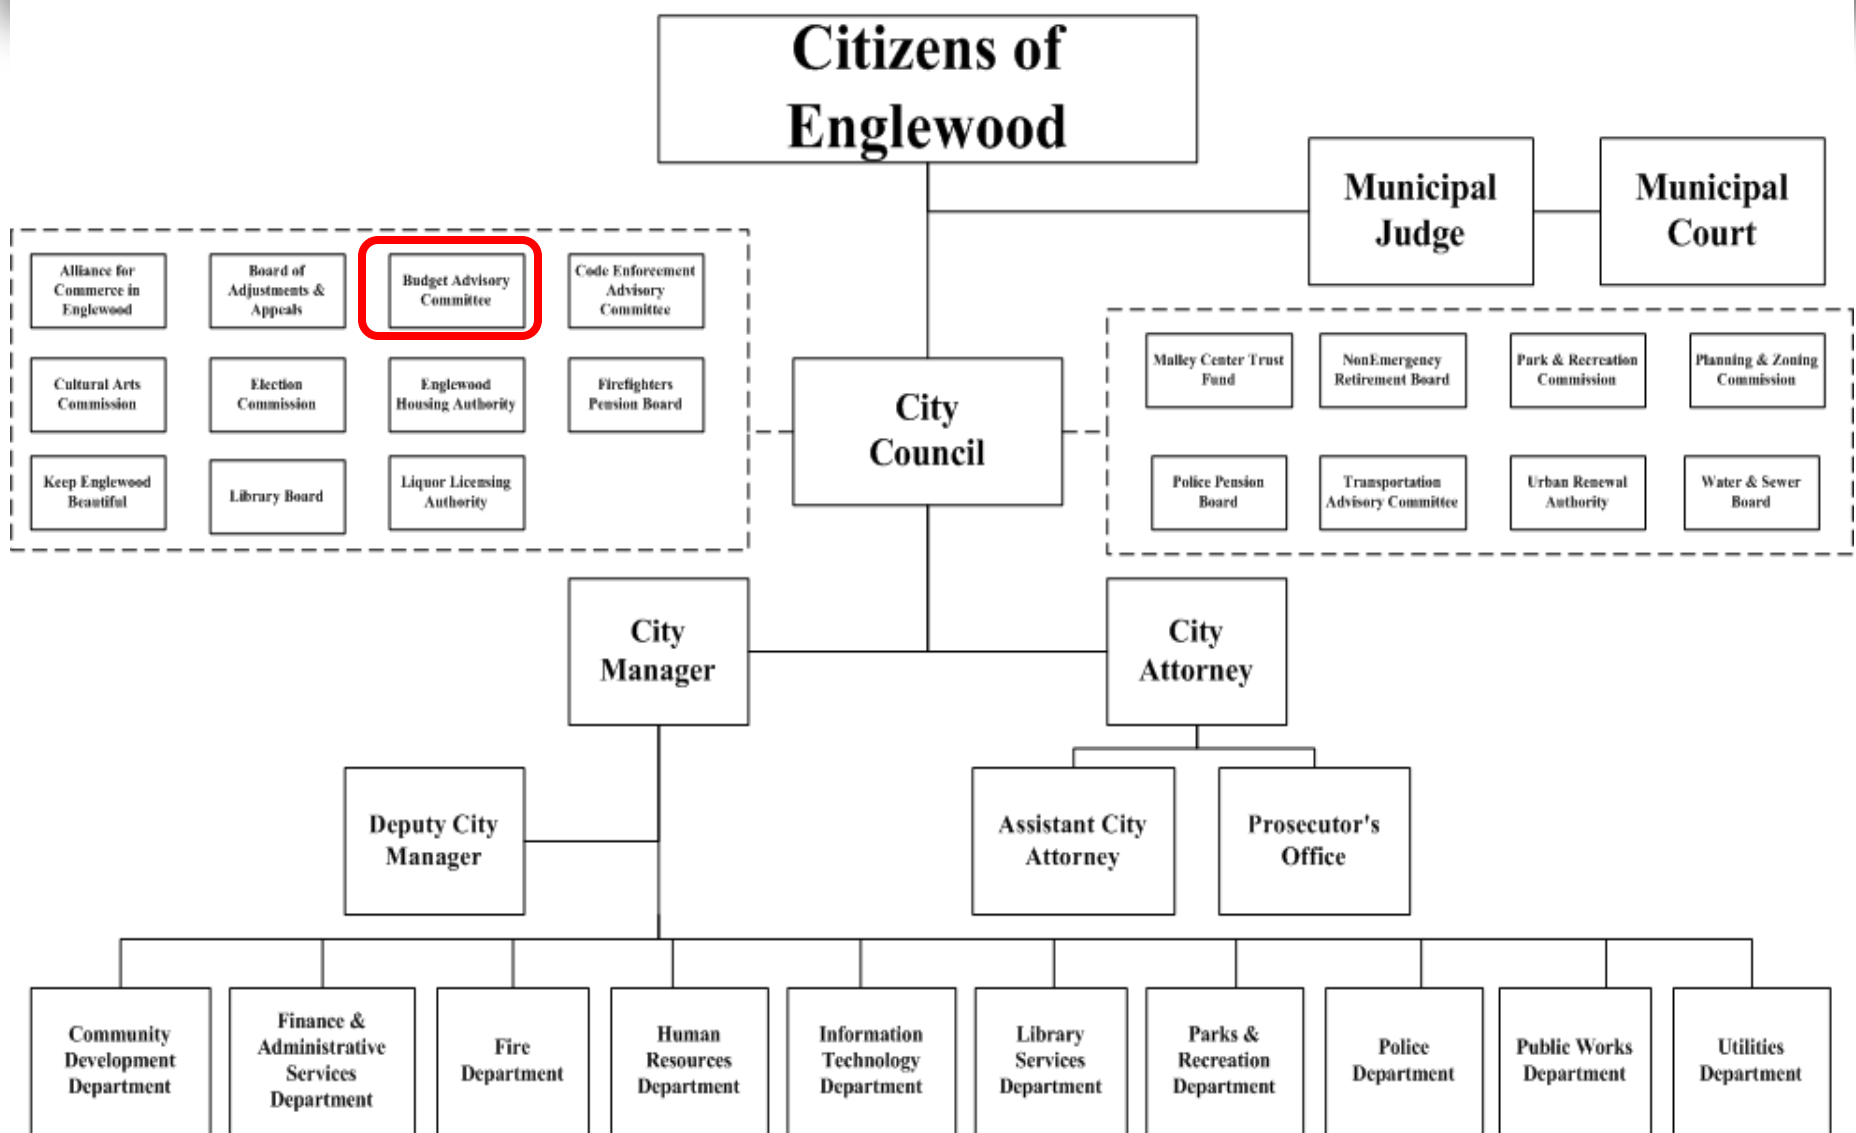 Citizens of
Englewood
Municipal
Judge
Municipal
Court
Alliance for
Commerce in
Englewood
Board of
Adjustments &
Appeals
Budget Advisory
Committee
Code Enforcement
Advisory
Committee
Cultural Arts
Commission
Election
Commission
Englewood
Housing Authority
Firefighters
Pension Board
Keep Englewood
Beautiful
Library Board
Liquor Licensing
Authority
City
Council
Malley Center Trust
Fund
NonEmergency
Retirement Board
Park & Recreation
Commission
Planning & Zoning
Commission
Police Pension
Board
Transportation
Advisory Committee
Urban Renewal
Authority
Water & Sewer
Board
City
Manager
City
Attorney
Deputy City
Manager
Assistant City
Attorney
Prosecutor's
Office
Community
Development
Department
Finance &
Administrative
Services
Department
Fire
Department
Human
Resources
Department
Information
Technology
Department
Library
Services
Department
Parks &
Recreation
Department
Police
Department
Public Works
Department
Utilities
Department